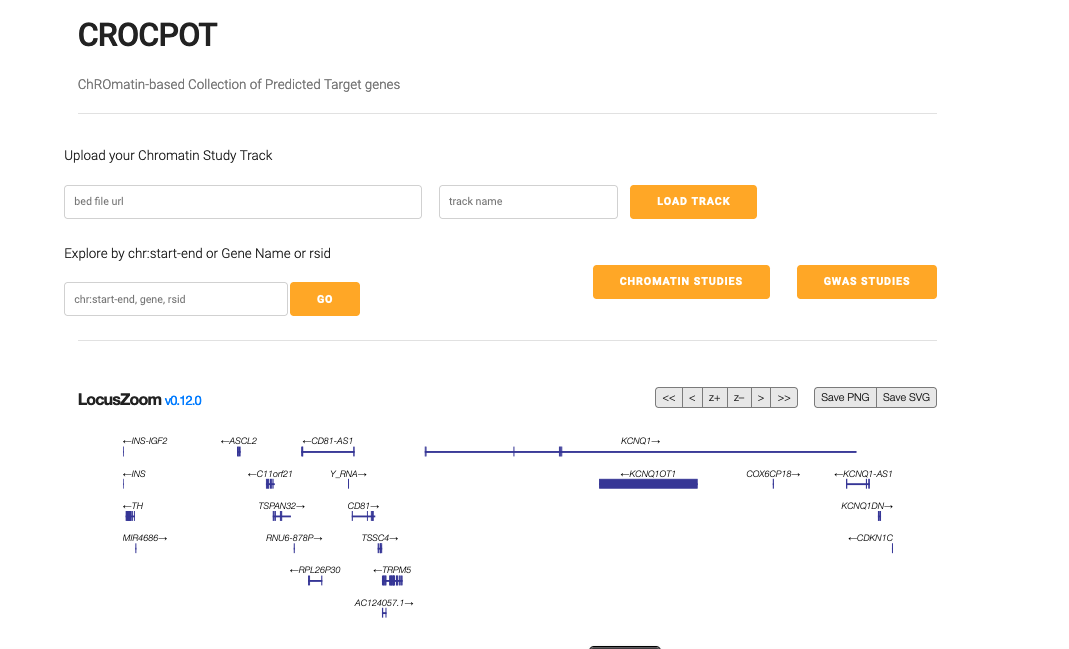 CROCPOT
ChROmatin-based Collection of Predicted Target genes
Upload your Chromatin Study Track
bed file url
track name
LOAD TRACK
Explore by chr:start-end or Gene Name or rsid
chr:start-end, gene, rsid
GO
CHROMATIN STUDIES
GWAS STUDIES
LocusZoom v0.12.0
<< < z+ z– > >>
Save PNG Save SVG
←INS-IGF2 ←ASCL2 ←CD81-AS1 KCNQ1→
←INS ←C11orf21 Y_RNA→ ←KCNQ1OT1 COX6CP18→ ←KCNQ1-AS1
←TH TSPAN32→ CD81→ KCNQ1DN→
MIR4686→ RNU6-878P→ TSSC4→ ←CDKN1C
←RPL26P30 ←TRPM5
AC124057.1→